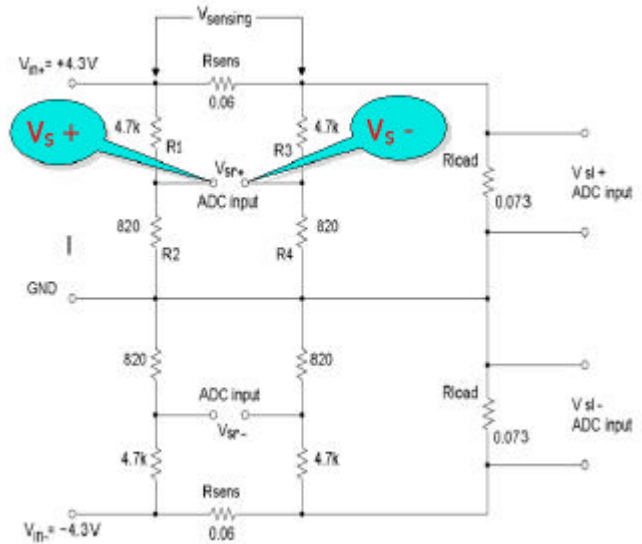 Vsensing
Vin+= +4.3V
Rsens
0.06
Vs +
Vs -
4.7k
R1
4.7k
R3
Vsr+
ADC input
Rload
0.073
V sl+
ADC input
820
R2
820
R4
I
GND
820
820
ADC input
Vsr-
Rload
0.073
V sl-
ADC input
4.7k
4.7k
Rsens
0.06
Vin-= -4.3V